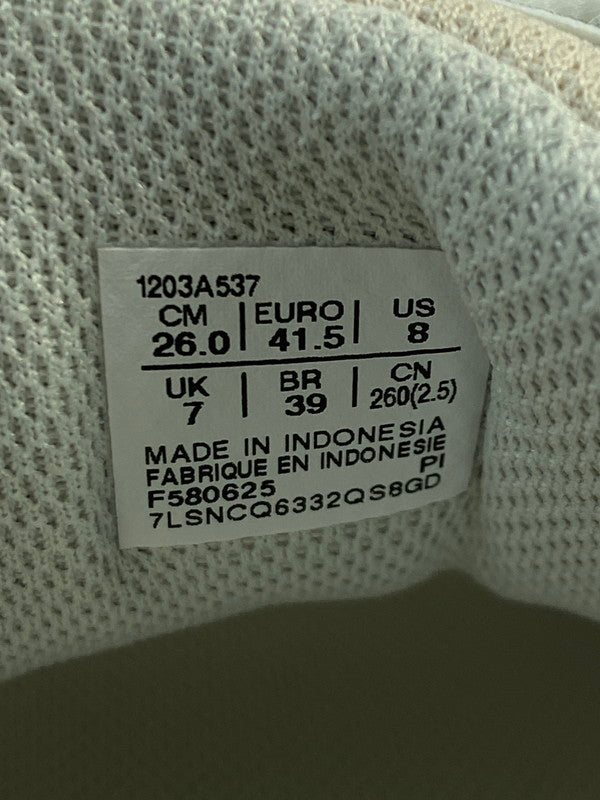 1203A537
CM | EURO | US
26.0 | 41.5 | 8
UK | BR | CN
7 | 39 | 260(2.5)
MADE IN INDONESIA
FABRIQUE EN INDONESIE
F580625 PI
7LSNCQ6332QS8GD